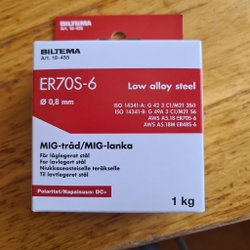 BILTEMA
Art. 10-455
BILTEMA
Art. 10-455
ER70S-6
Low alloy steel
Ø 0,8 mm
ISO 14341-A: G 42 3 C1/M21 3Si1
ISO 14341-B: G 49A 3 C1/M21 S6
AWS A5.18 ER70S-6
AWS A5.18M ER48S-6
MIG-tråd/MIG-lanka
För låglegerat stål
For lavlegert stål
Niukkaseosteiselle teräkselle
Til lavtlegeret stål
Polaritet/Napaisuus: DC+
1 kg